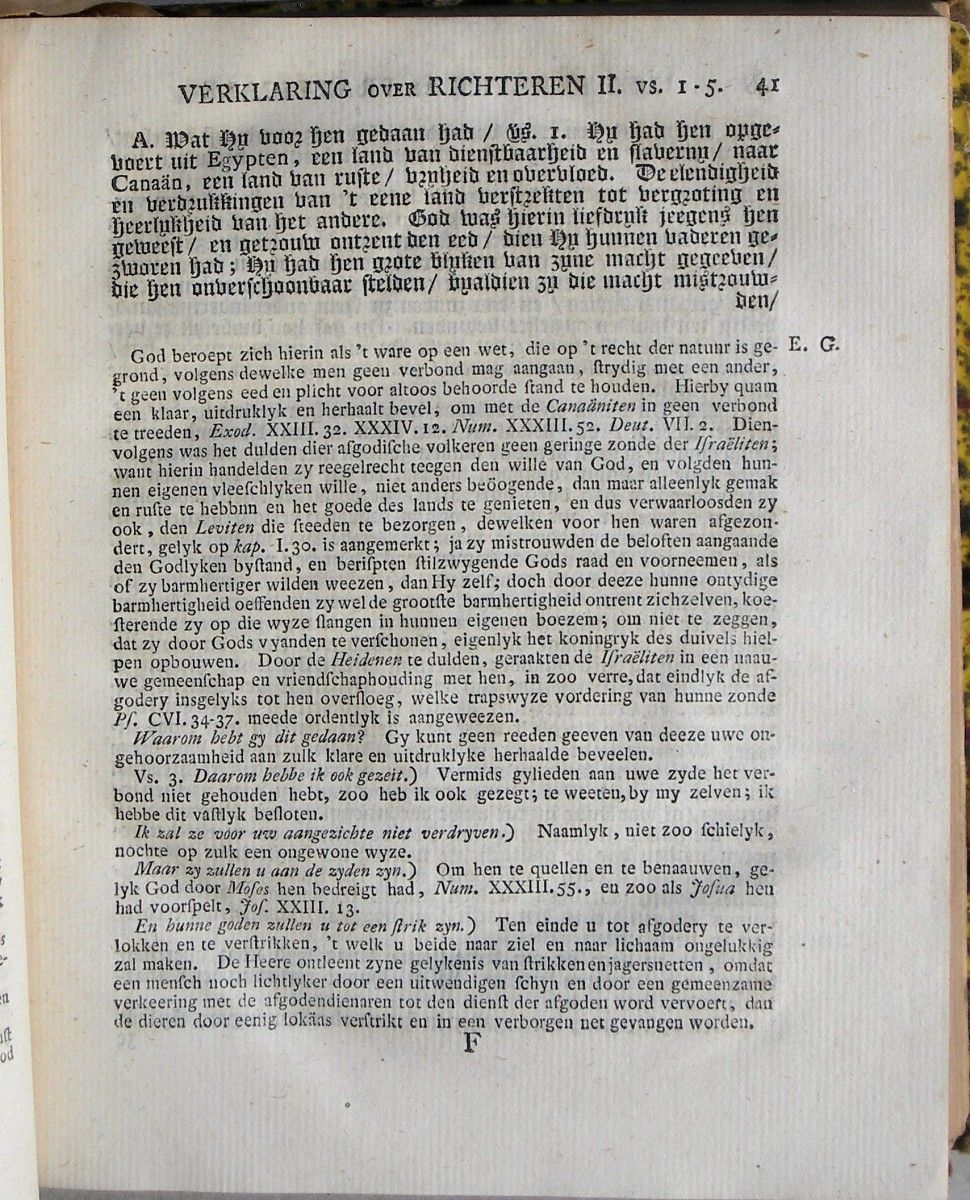 VERKLARING OVER RICHTEREN II. vs. 1-5. 41
A. Wat Hy voor hen gedaan had / Vs. 1. Hy had hen opge-
voert uit Egypten, een land van dienstbaarheid en slaverny / naar
Canaän, een land van ruste / vryheid en overvloed. De elendigheid
en verdrukkingen van 't eene land verstrekten tot vergroting en
heerlykheid van het andere. God was hierin liefdryk jeegens hen
geweest / en getrouw ontrent den eed / dien Hy hunnen vaderen ge-
zworen had; Hy had hen grote blyken van zyne macht gegeeven /
die hen onverschoonbaar stelden / byaldien zy die macht mistrouw-
den /
God beroept zich hierin als 't ware op een wet, die op 't recht der natuur is ge- E. G.
grond, volgens dewelke men geen verbond mag aangaan, ſtrydig met een ander,
't geen volgens eed en plicht voor altoos behoorde ſtand te houden. Hierby quam
een klaar, uitdruklyk en herhaalt bevel, om met de Canaäniten in geen verbond
te treeden, Exod. XXIII. 32. XXXIV. 12. Num. XXXIII. 52. Deut. VII. 2. Dien-
volgens was het dulden dier afgodiſche volkeren geen geringe zonde der Iſraëliten;
want hierin handelden zy reegelrecht teegen den wille van God, en volgden hun-
nen eigenen vleeſchlyken wille, niet anders beöogende, dan maar alleenlyk gemak
en ruſte te hebbnn en het goede des lands te genieten, en dus verwaarloosden zy
ook, den Leviten die ſteeden te bezorgen, dewelken voor hen waren afgezon-
dert, gelyk op kap. I. 30. is aangemerkt; ja zy mistrouwden de beloften aangaande
den Godlyken byſtand, en beriſpten ſtilzwygende Gods raad en voorneemen, als
of zy barmhertiger wilden weezen, dan Hy zelf; doch door deeze hunne ontydige
barmhertigheid oeffenden zy wel de grootſte barmhertigheid ontrent zichzelven, koe-
ſterende zy op die wyze ſlangen in hunnen eigenen boezem; om niet te zeggen,
dat zy door Gods vyanden te verſchonen, eigenlyk het koningryk des duivels hiel-
pen opbouwen. Door de Heidenen te dulden, geraakten de Iſraëliten in een naau-
we gemeenſchap en vriendſchaphouding met hen, in zoo verre, dat eindlyk de af-
godery insgelyks tot hen overſloeg, welke trapswyze vordering van hunne zonde
Pſ. CVI. 34-37. meede ordentlyk is aangeweezen.
Waarom hebt gy dit gedaan? Gy kunt geen reeden geeven van deeze uwe on-
gehoorzaamheid aan zulk klare en uitdruklyke herhaalde beveelen.
Vs. 3. Daarom hebbe ik ook gezeit.) Vermids gylieden aan uwe zyde het ver-
bond niet gehouden hebt, zoo heb ik ook gezegt; te weeten, by my zelven; ik
hebbe dit vaſtlyk beſloten.
Ik zal ze voor uw aangezichte niet verdryven.) Naamlyk, niet zoo ſchielyk,
nochte op zulk een ongewone wyze.
Maar zy zullen u aan de zyden zyn.) Om hen te quellen en te benaauwen, ge-
lyk God door Moſes hen bedreigt had, Num. XXXIII. 55., en zoo als Joſua hen
had voorſpelt, Joſ. XXIII. 13.
En hunne goden zullen u tot een ſtrik zyn.) Ten einde u tot afgodery te ver-
lokken en te verſtrikken, 't welk u beide naar ziel en naar lichaam ongelukkig
zal maken. De Heere ontleent zyne gelykenis van ſtrikken en jagersnetten, omdat
een menſch noch lichtlyker door een uitwendigen ſchyn en door een gemeenzame
verkeering met de afgodendienaren tot den dienſt der afgoden word vervoert, dan
de dieren door eenig lokäas verſtrikt en in een verborgen net gevangen worden.
F